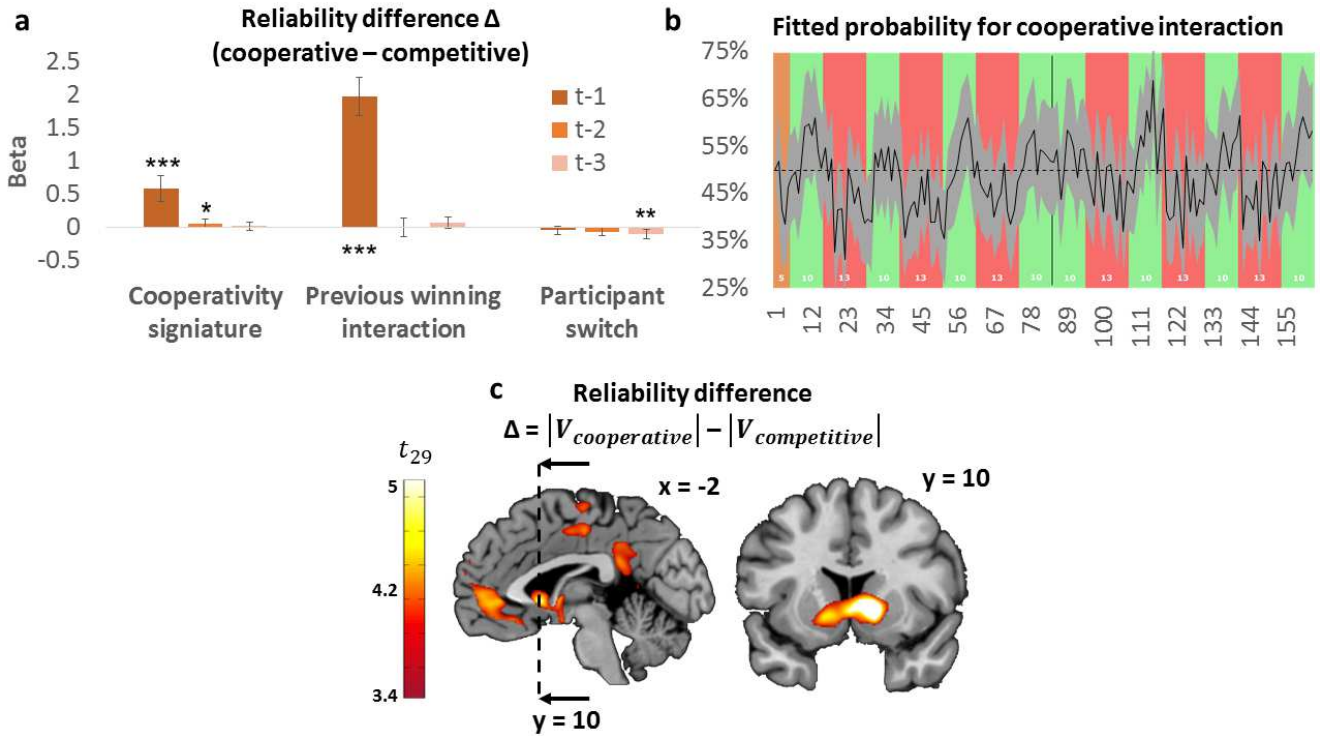 a
Reliability difference Δ
(cooperative – competitive)
Beta
2.5
2
1.5
1
0.5
0
-0.5
***
*
***
**
t-1
t-2
t-3
Cooperativity
signiature
Previous winning
interaction
Participant
switch
b
Fitted probability for cooperative interaction
75%
65%
55%
45%
35%
25%
5 10 13 10 13 10 13 10 10 13 10 13 10 13 10
1 12 23 34 45 56 67 78 89 100 111 122 133 144 155
c
Reliability difference
Δ = |V cooperative| – |V competitive|
t29
5
4.2
3.4
x = -2
y = 10
y = 10